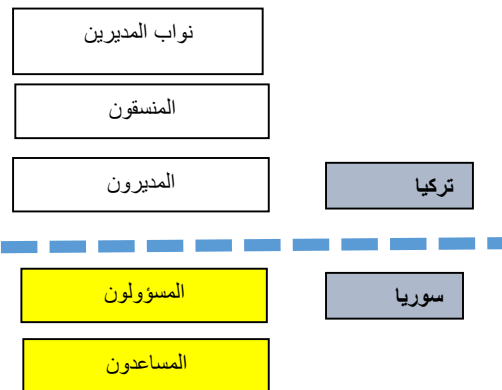 نواب المديرين
المنسقون
المديرون
تركيا
المسؤولون
سوريا
المساعدون